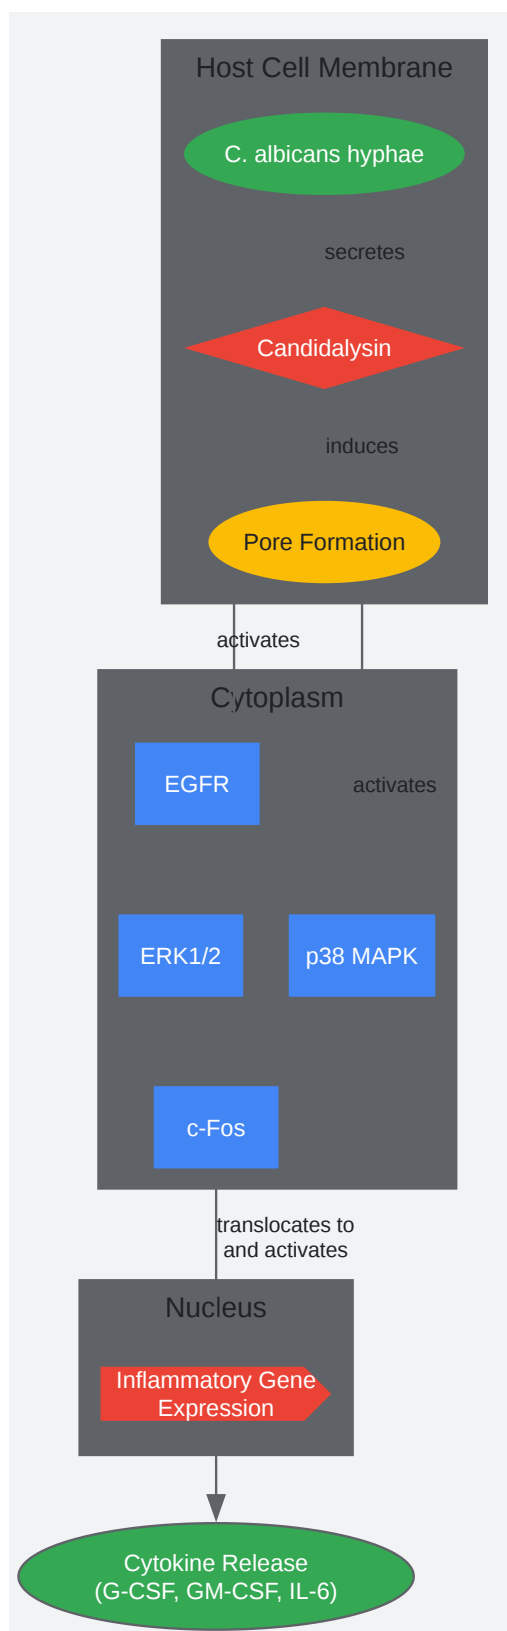 Host Cell Membrane
C. albicans hyphae
secretes
Candidalysin
induces
Pore Formation
activates
Cytoplasm
EGFR
activates
ERK1/2
p38 MAPK
c-Fos
translocates to
and activates
Nucleus
Inflammatory Gene
Expression
Cytokine Release
(G-CSF, GM-CSF, IL-6)